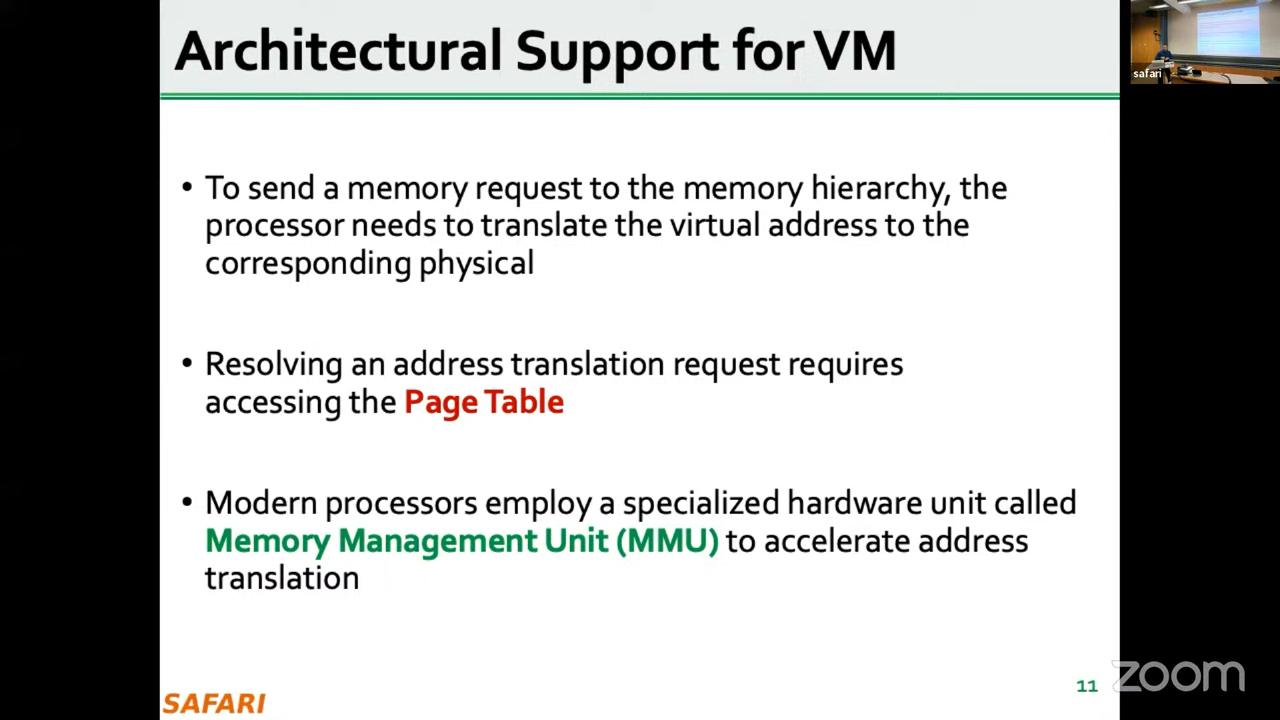 Architectural Support for VM
safari
• To send a memory request to the memory hierarchy, the
processor needs to translate the virtual address to the
corresponding physical
• Resolving an address translation request requires
accessing the Page Table
• Modern processors employ a specialized hardware unit called
Memory Management Unit (MMU) to accelerate address
translation
SAFARI
11
zoom